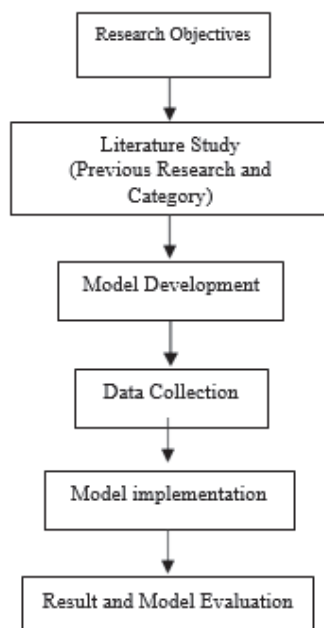 Research Objectives
Literature Study
(Previous Research and
Category)
Model Development
Data Collection
Model implementation
Result and Model Evaluation